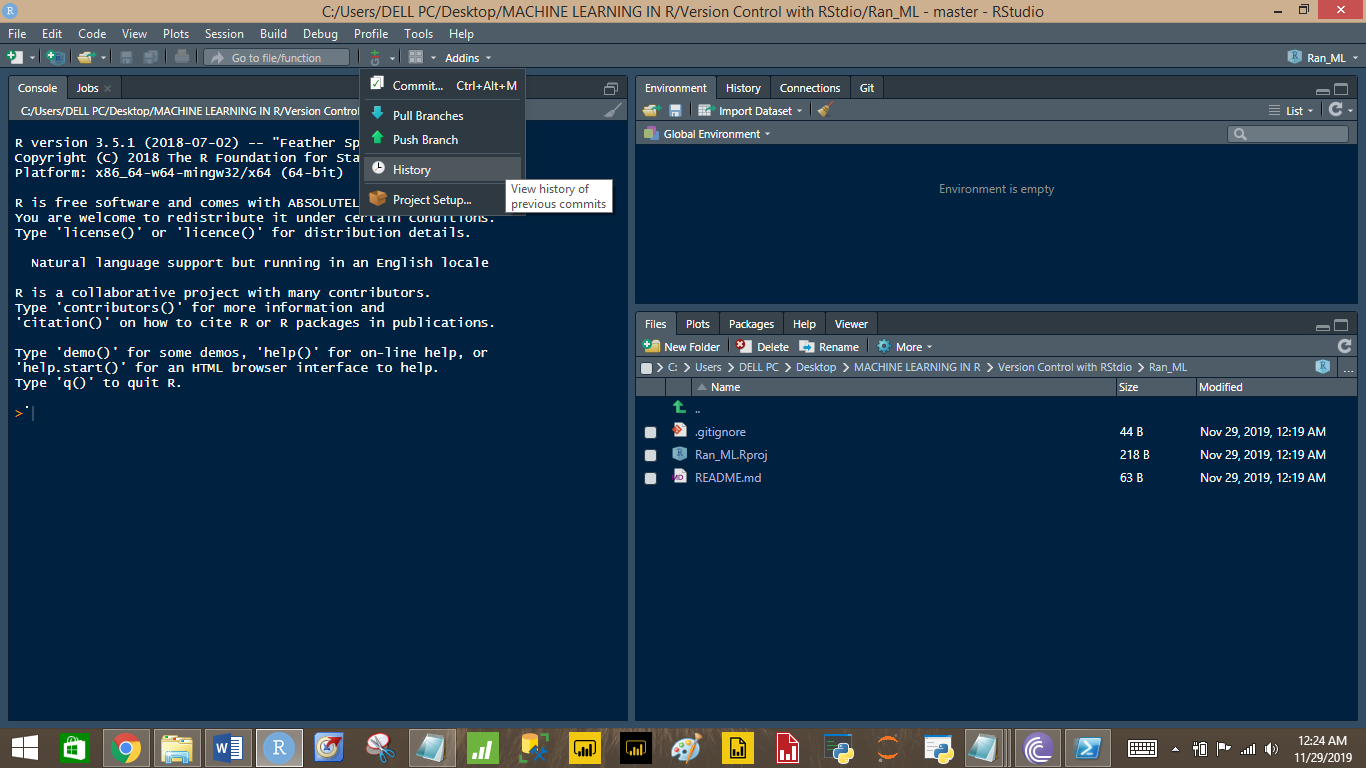 C:/Users/DELL PC/Desktop/MACHINE LEARNING IN R/Version Control with RStdio/Ran_ML - master - RStudio
File Edit Code View Plots Session Build Debug Profile Tools Help
Go to file/function Addins Ran_ML
Console Jobs
C:/Users/DELL PC/Desktop/MACHINE LEARNING IN R/Version Control
R version 3.5.1 (2018-07-02) -- "Feather Sp
Copyright (C) 2018 The R Foundation for Sta
Platform: x86_64-w64-mingw32/x64 (64-bit)
R is free software and comes with ABSOLUTEL
You are welcome to redistribute it under certain conditions.
Type 'license()' or 'licence()' for distribution details.
Natural language support but running in an English locale
R is a collaborative project with many contributors.
Type 'contributors()' for more information and
'citation()' on how to cite R or R packages in publications.
Type 'demo()' for some demos, 'help()' for on-line help, or
'help.start()' for an HTML browser interface to help.
Type 'q()' to quit R.
>
Commit... Ctrl+Alt+M
Pull Branches
Push Branch
History
Project Setup...
View history of
previous commits
Environment History Connections Git
Import Dataset List
Global Environment
Environment is empty
Files Plots Packages Help Viewer
New Folder Delete Rename More
C: Users DELL PC Desktop MACHINE LEARNING IN R Version Control with RStdio Ran_ML ...
Name Size Modified
..
.gitignore 44 B Nov 29, 2019, 12:19 AM
Ran_ML.Rproj 218 B Nov 29, 2019, 12:19 AM
README.md 63 B Nov 29, 2019, 12:19 AM
12:24 AM
11/29/2019